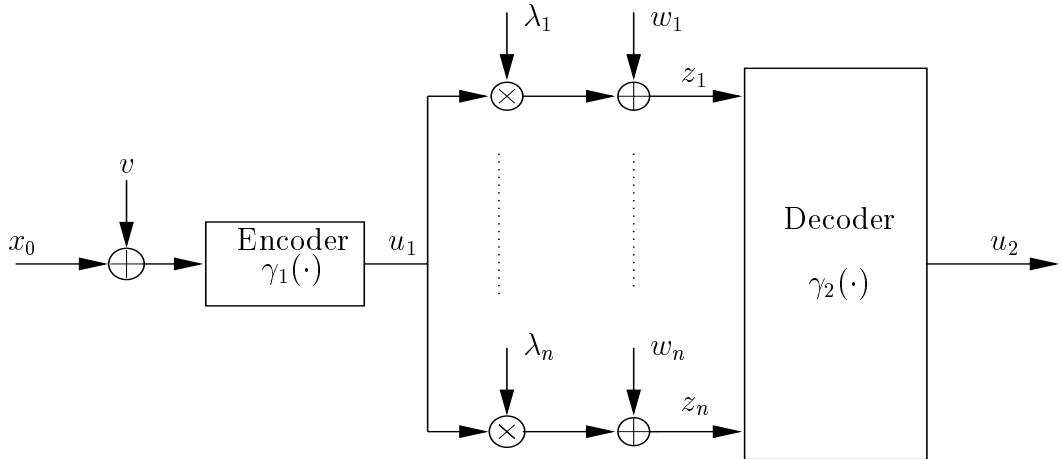 λ₁ w₁
z₁
v
x₀
Encoder
γ₁(·)
u₁
Decoder
γ₂(·)
u₂
λₙ wₙ
zₙ